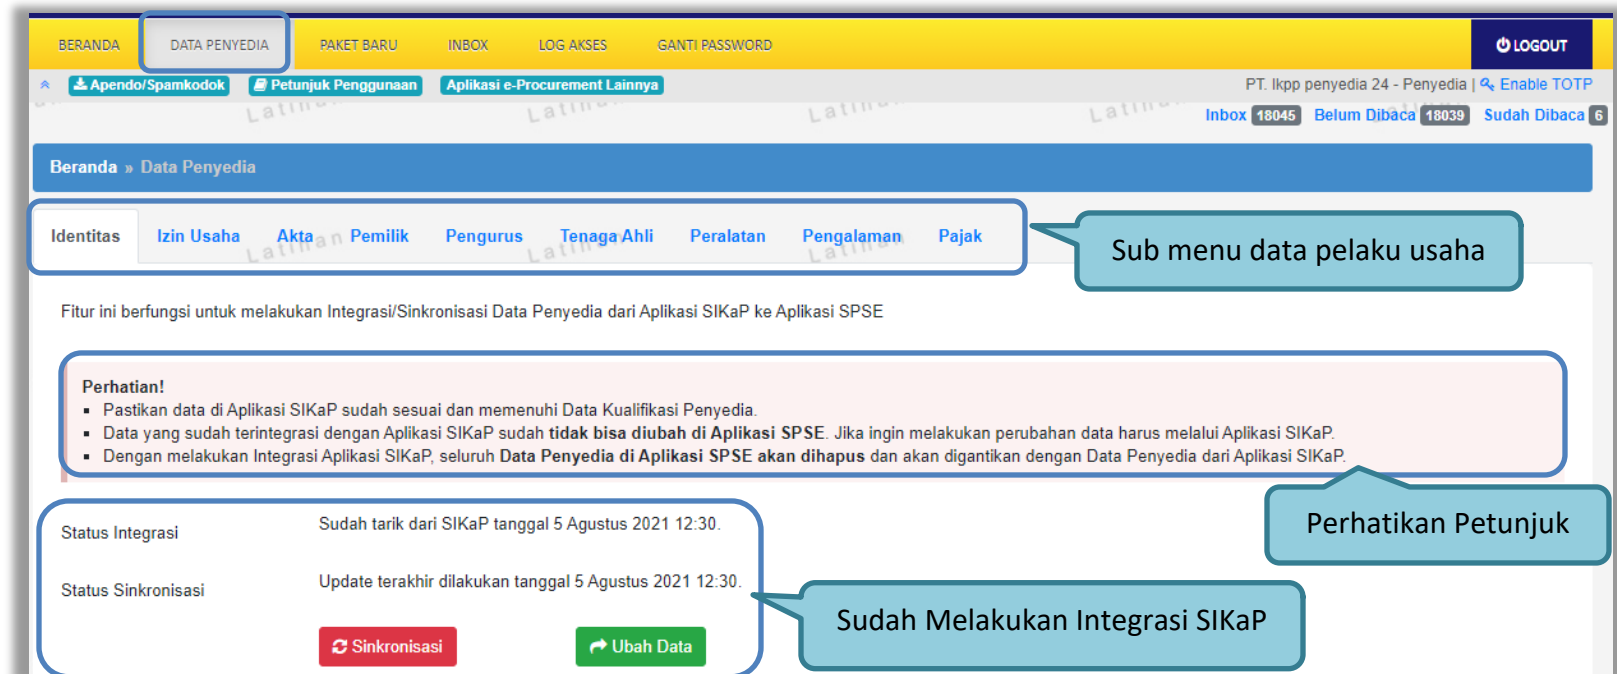 BERANDA DATA PENYEDIA PAKET BARU INBOX LOG AKSES GANTI PASSWORD LOGOUT
Apendo/Spamkodok Petunjuk Penggunaan Aplikasi e-Procurement Lainnya PT. lkpp penyedia 24 - Penyedia | Enable TOTP
Latihan Latihan Latihan Latihan
Inbox 18045 Belum Dibaca 18039 Sudah Dibaca 6
Beranda » Data Penyedia
Identitas Izin Usaha Akta Pemilik Pengurus Tenaga Ahli Peralatan Pengalaman Pajak
Latihan Latihan Latihan
Sub menu data pelaku usaha
Fitur ini berfungsi untuk melakukan Integrasi/Sinkronisasi Data Penyedia dari Aplikasi SIKaP ke Aplikasi SPSE
Perhatian!
▪ Pastikan data di Aplikasi SIKaP sudah sesuai dan memenuhi Data Kualifikasi Penyedia.
▪ Data yang sudah terintegrasi dengan Aplikasi SIKaP sudah tidak bisa diubah di Aplikasi SPSE. Jika ingin melakukan perubahan data harus melalui Aplikasi SIKaP.
▪ Dengan melakukan Integrasi Aplikasi SIKaP, seluruh Data Penyedia di Aplikasi SPSE akan dihapus dan akan digantikan dengan Data Penyedia dari Aplikasi SIKaP.
Perhatikan Petunjuk
Status Integrasi Sudah tarik dari SIKaP tanggal 5 Agustus 2021 12:30.
Status Sinkronisasi Update terakhir dilakukan tanggal 5 Agustus 2021 12:30.
Sudah Melakukan Integrasi SIKaP
Sinkronisasi Ubah Data